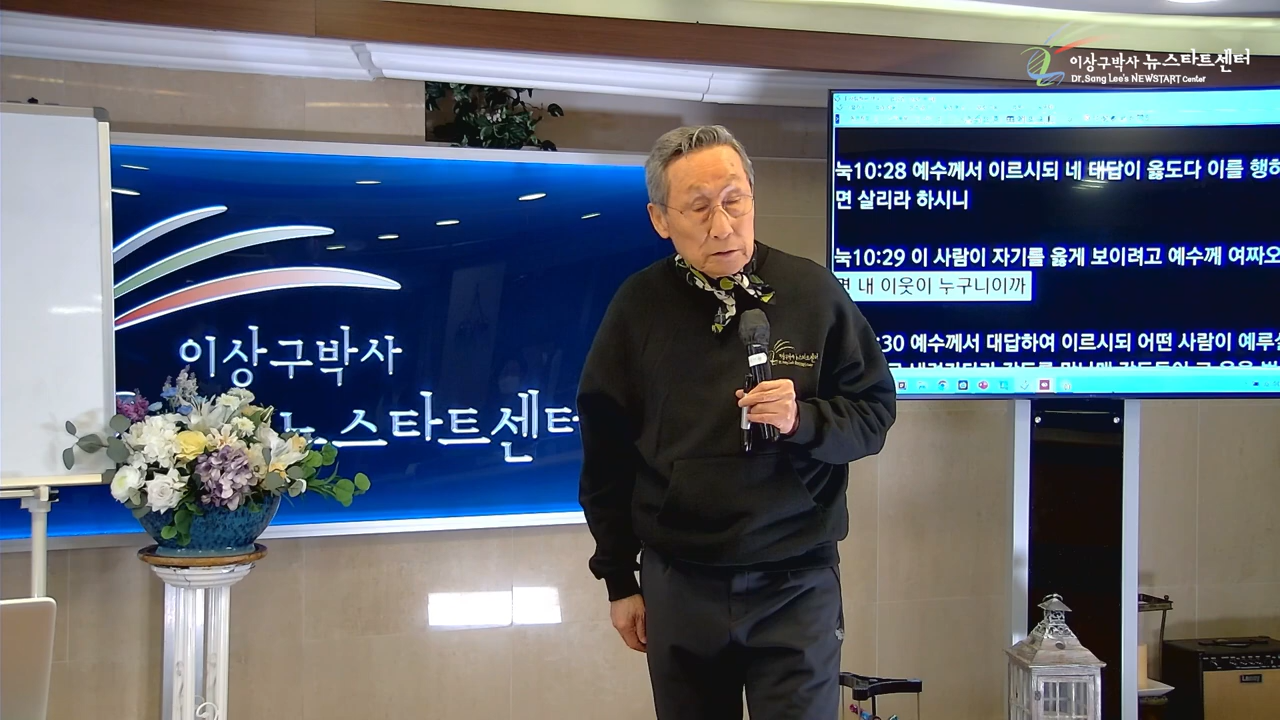 이상구박사 뉴스타트센터
Dr. Sang Lee's NEWSTART Center
눅10:28 예수께서 이르시되 네 대답이 옳도다 이를 행하
면 살리라 하시니
눅10:29 이 사람이 자기를 옳게 보이려고 예수께 여짜오
면 내 이웃이 누구니이까
:30 예수께서 대답하여 이르시되 어떤 사람이 예루살
이상구박사
뉴스타트센터